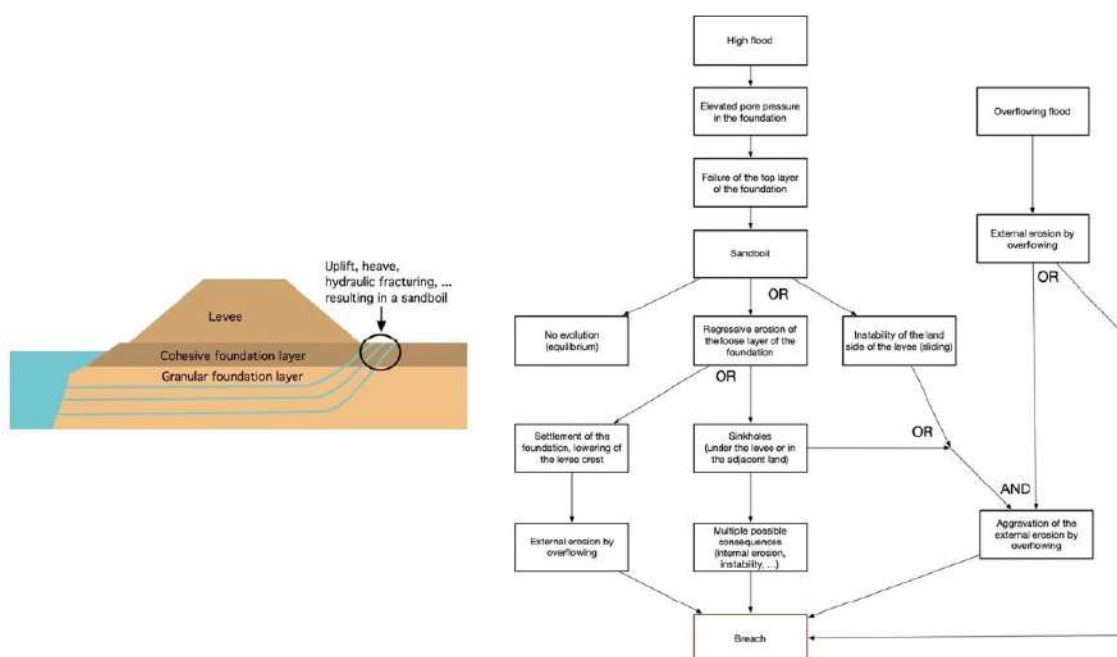 Uplift, heave,
hydraulic fracturing, ...
resulting in a sandboil
Levee
Cohesive foundation layer
Granular foundation layer
High flood
Elevated pore pressure
in the foundation
Failure of the top layer
of the foundation
Sandboil
OR
No evolution
(equilibrium)
Regressive erosion of
the loose layer of the
foundation
Instability of the land
side of the levee (sliding)
OR
Settlement of the
foundation, lowering of
the levee crest
Sinkholes
(under the levee or in
the adjacent land)
OR
External erosion by
overflowing
Multiple possible
consequences
(internal erosion,
instability, ...)
Breach
Overflowing flood
External erosion by
overflowing
OR
AND
Aggravation of the
external erosion by
overflowing